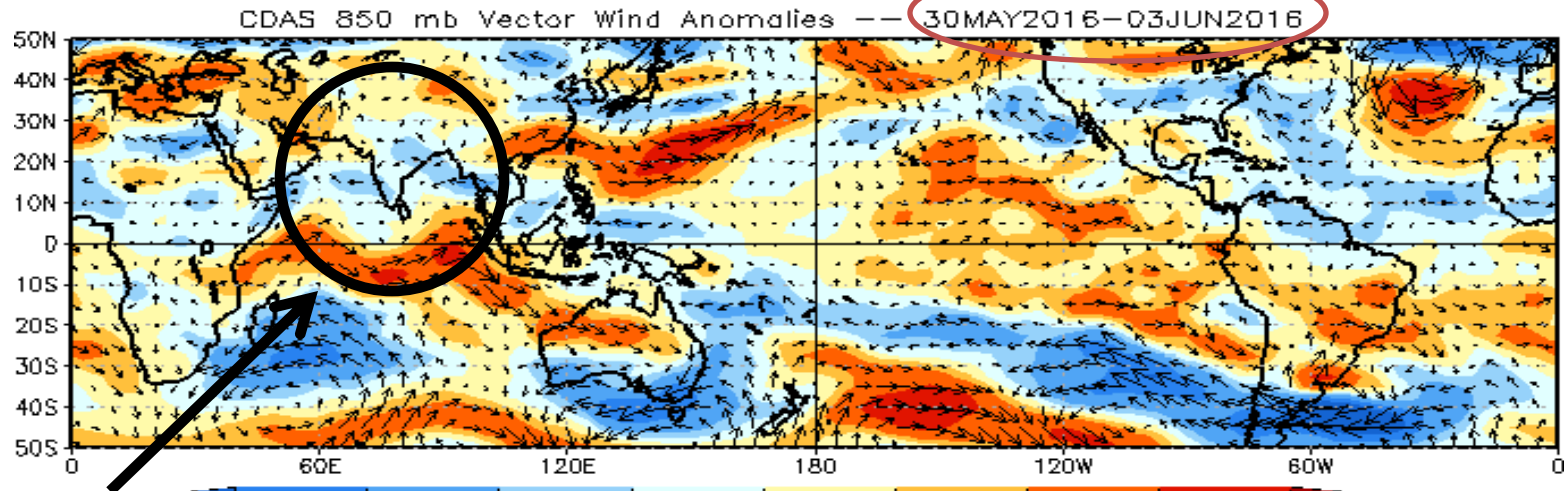 CDAS 850 mb Vector Wind Anomalies -- 30MAY2016-03JUN2016
50N
40N
30N
20N
10N
0
10S
20S
30S
40S
50S
0 60E 120E 180 120W 60W 0